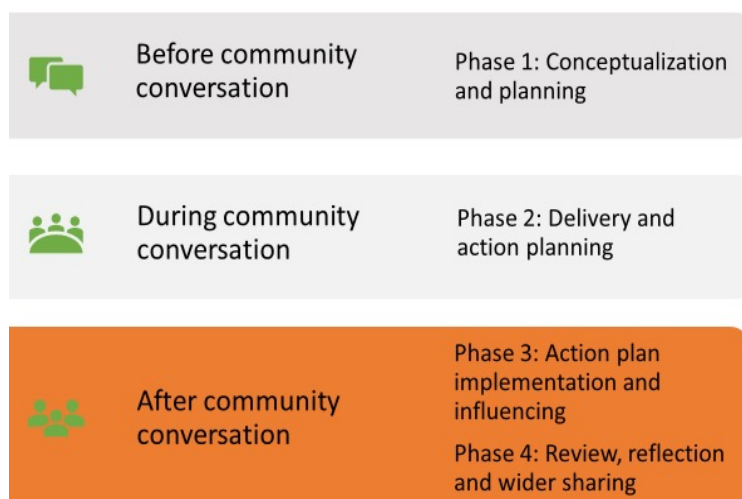 Before community
conversation
Phase 1: Conceptualization
and planning
During community
conversation
Phase 2: Delivery and
action planning
After community
conversation
Phase 3: Action plan
implementation and
influencing
Phase 4: Review, reflection
and wider sharing